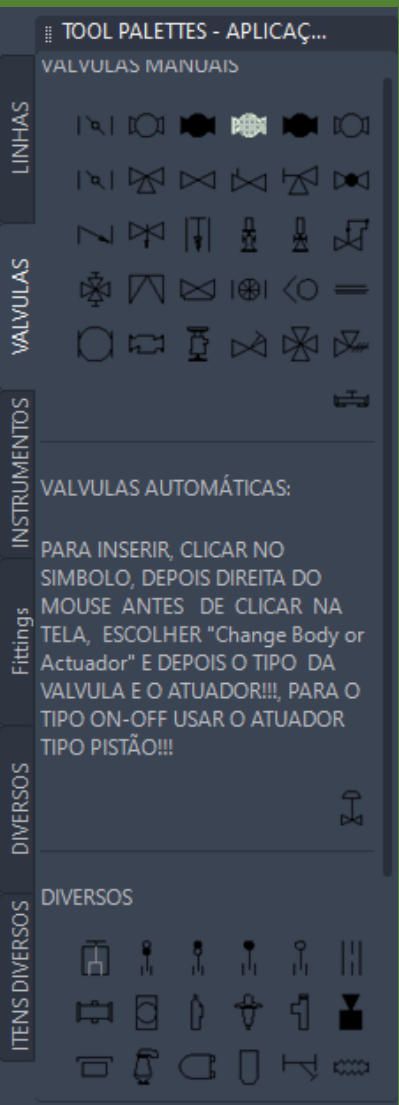 TOOL PALETTES - APLICAÇ...
VALVULAS MANUAIS
LINHAS
VALVULAS
INSTRUMENTOS
Fittings
DIVERSOS
ITENS DIVERSOS
VALVULAS AUTOMÁTICAS:
PARA INSERIR, CLICAR NO
SIMBOLO, DEPOIS DIREITA DO
MOUSE ANTES DE CLICAR NA
TELA, ESCOLHER "Change Body or
Actuador" E DEPOIS O TIPO DA
VALVULA E O ATUADOR!!!, PARA O
TIPO ON-OFF USAR O ATUADOR
TIPO PISTÃO!!!
DIVERSOS